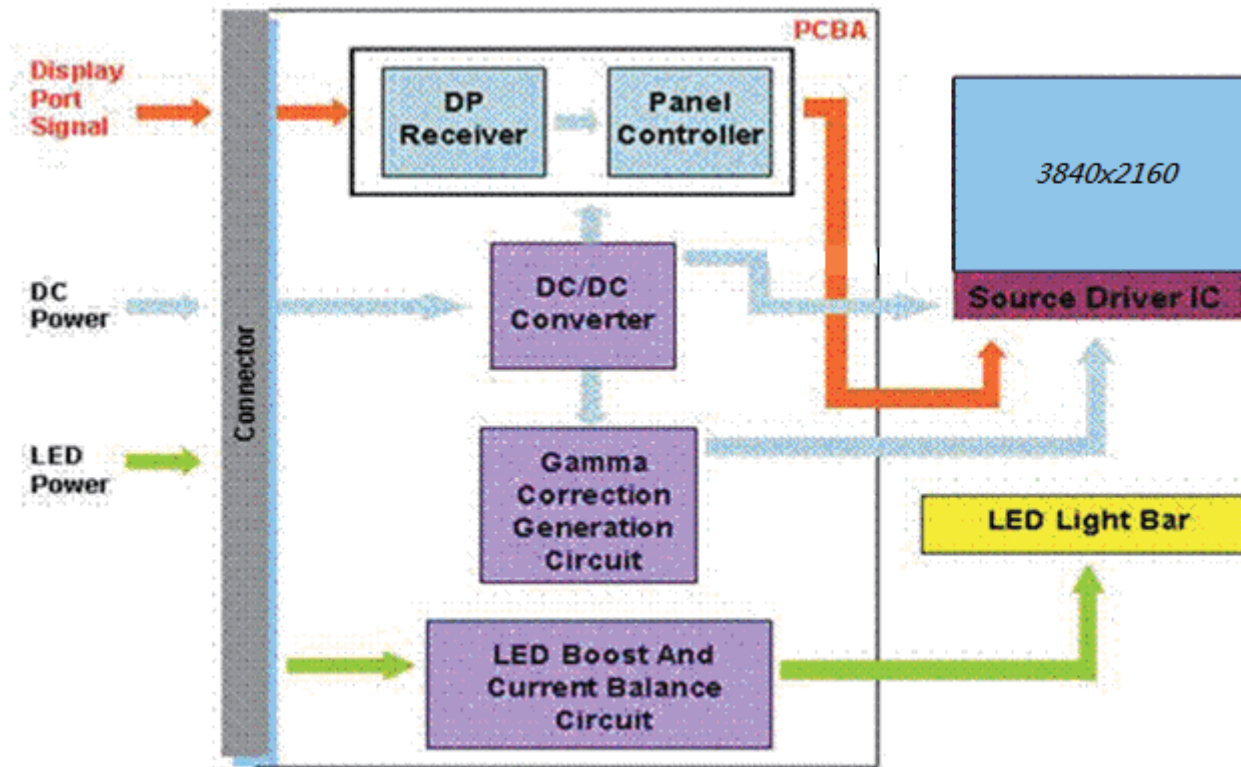 PCBA
Display
Port
Signal
DP
Receiver
Panel
Controller
3840x2160
DC
Power
DC/DC
Converter
Source Driver IC
Connector
LED
Power
Gamma
Correction
Generation
Circuit
LED Light Bar
LED Boost And
Current Balance
Circuit